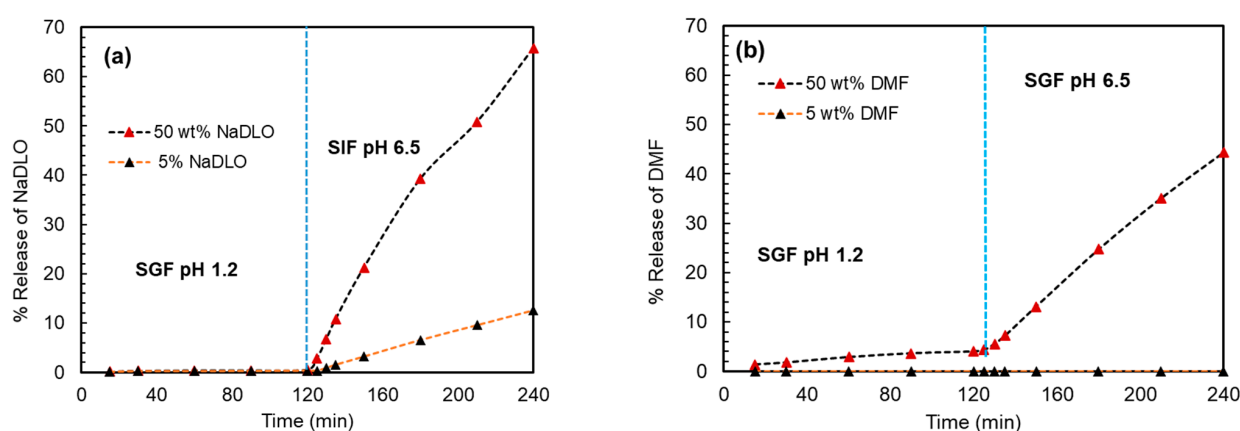 (a)
% Release of NaDLO
70
60
50
40
30
20
10
0
50 wt% NaDLO
5% NaDLO
SIF pH 6.5
SGF pH 1.2
0 40 80 120 160 200 240
Time (min)
(b)
% Release of DMF
70
60
50
40
30
20
10
0
SGF pH 6.5
50 wt% DMF
5 wt% DMF
SGF pH 1.2
0 40 80 120 160 200 240
Time (min)